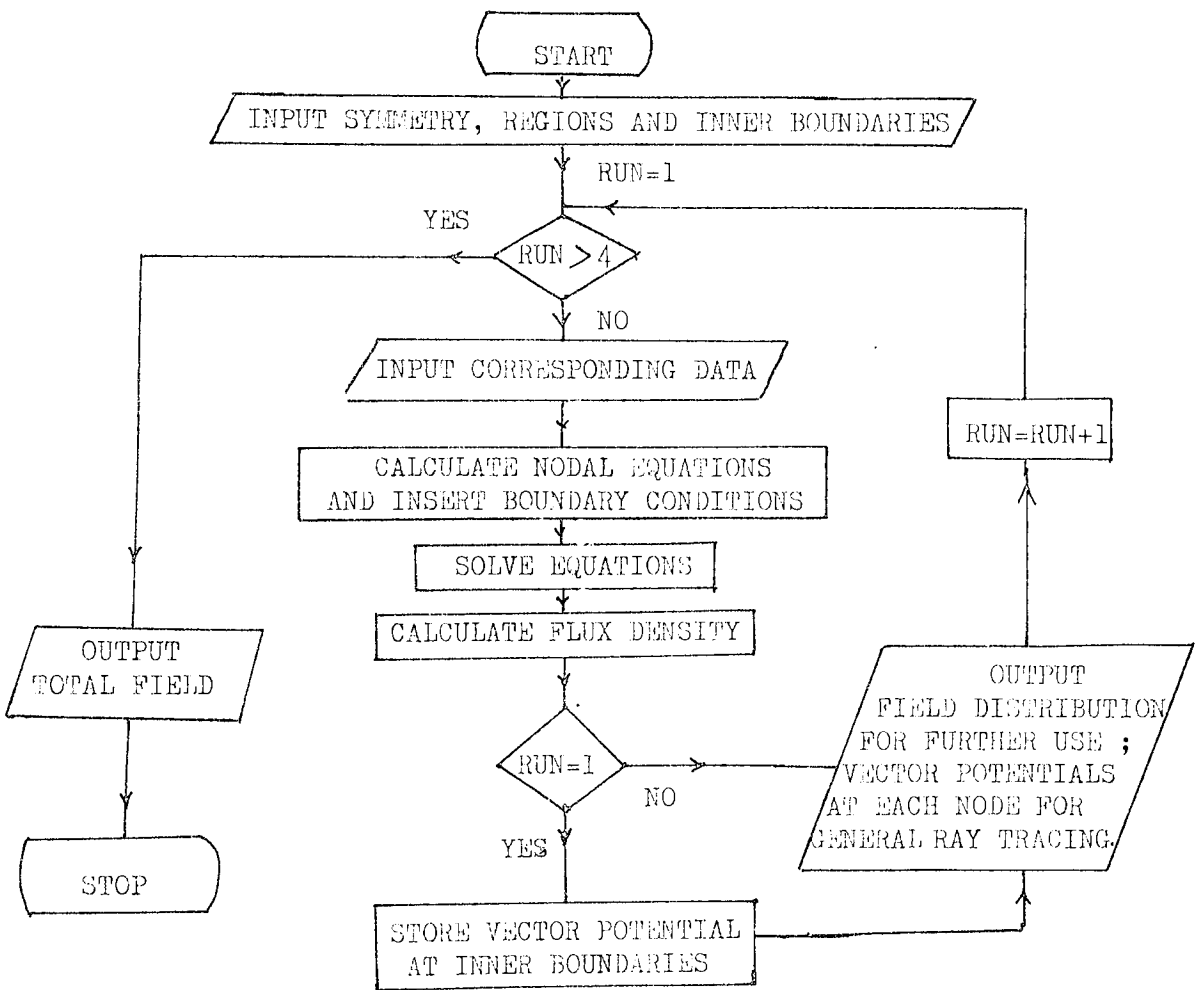 START
INPUT SYMMETRY, REGIONS AND INNER BOUNDARIES
RUN=1
YES
RUN > 4
NO
INPUT CORRESPONDING DATA
RUN=RUN+1
CALCULATE NODAL EQUATIONS
AND INSERT BOUNDARY CONDITIONS
SOLVE EQUATIONS
CALCULATE FLUX DENSITY
OUTPUT
TOTAL FIELD
OUTPUT
FIELD DISTRIBUTION
FOR FURTHER USE ;
VECTOR POTENTIALS
AT EACH NODE FOR
GENERAL RAY TRACING.
RUN=1
NO
YES
STOP
STORE VECTOR POTENTIAL
AT INNER BOUNDARIES